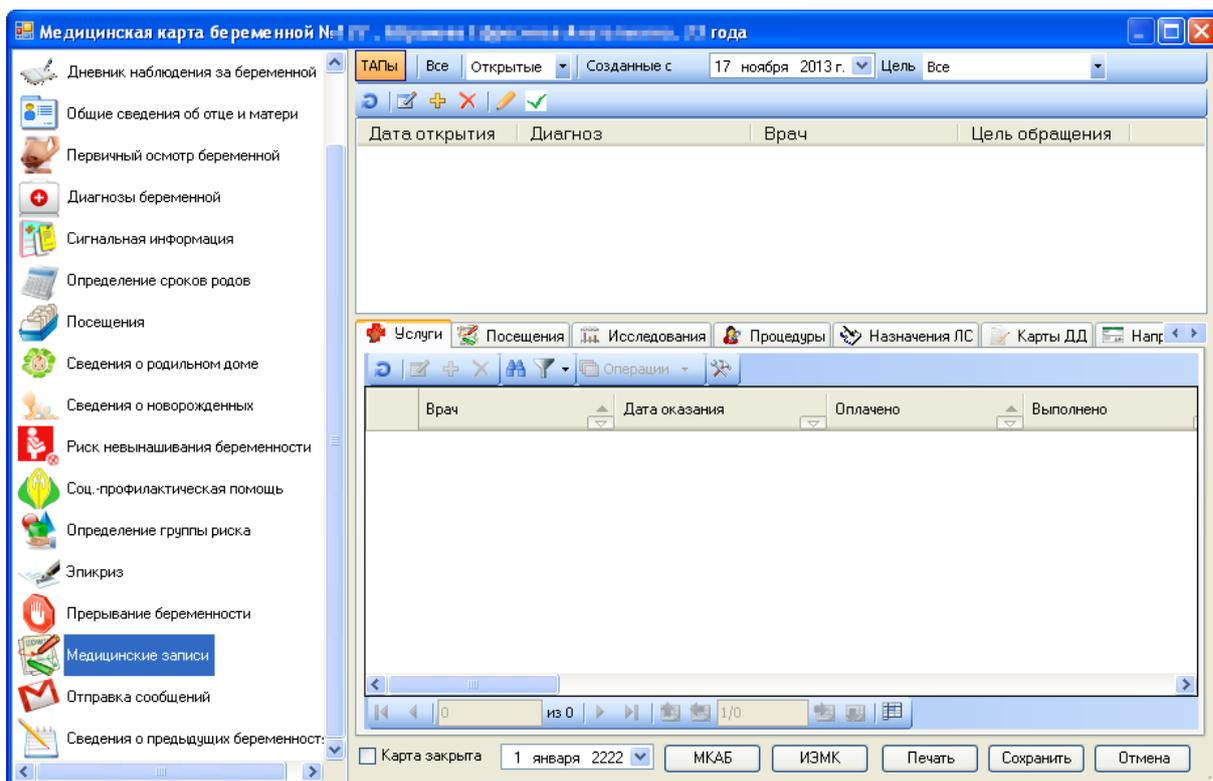 Медицинская карта беременной №
года
Дневник наблюдения за беременной
Общие сведения об отце и матери
Первичный осмотр беременной
Диагнозы беременной
Сигнальная информация
Определение сроков родов
Посещения
Сведения о родильном доме
Сведения о новорожденных
Риск невынашивания беременности
Соц.-профилактическая помощь
Определение группы риска
Эпикриз
Прерывание беременности
Медицинские записи
Отправка сообщений
Сведения о предыдущих беременност
ТАПы Все Открытые Созданные с 17 ноября 2013 г. Цель Все
Дата открытия Диагноз Врач Цель обращения
Услуги Посещения Исследования Процедуры Назначения ЛС Карты ДД Напр
Операции
Врач Дата оказания Оплачено Выполнено
0 из 0 1/0
Карта закрыта 1 января 2222 МКАБ ИЗМК Печать Сохранить Отмена